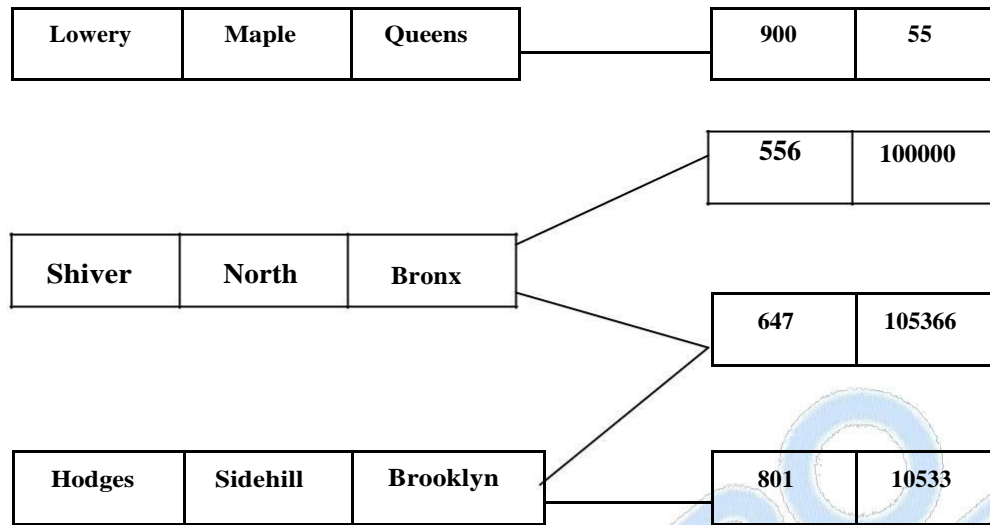 Lowery Maple Queens 900 55
556 100000
Shiver North Bronx
647 105366
Hodges Sidehill Brooklyn 801 10533